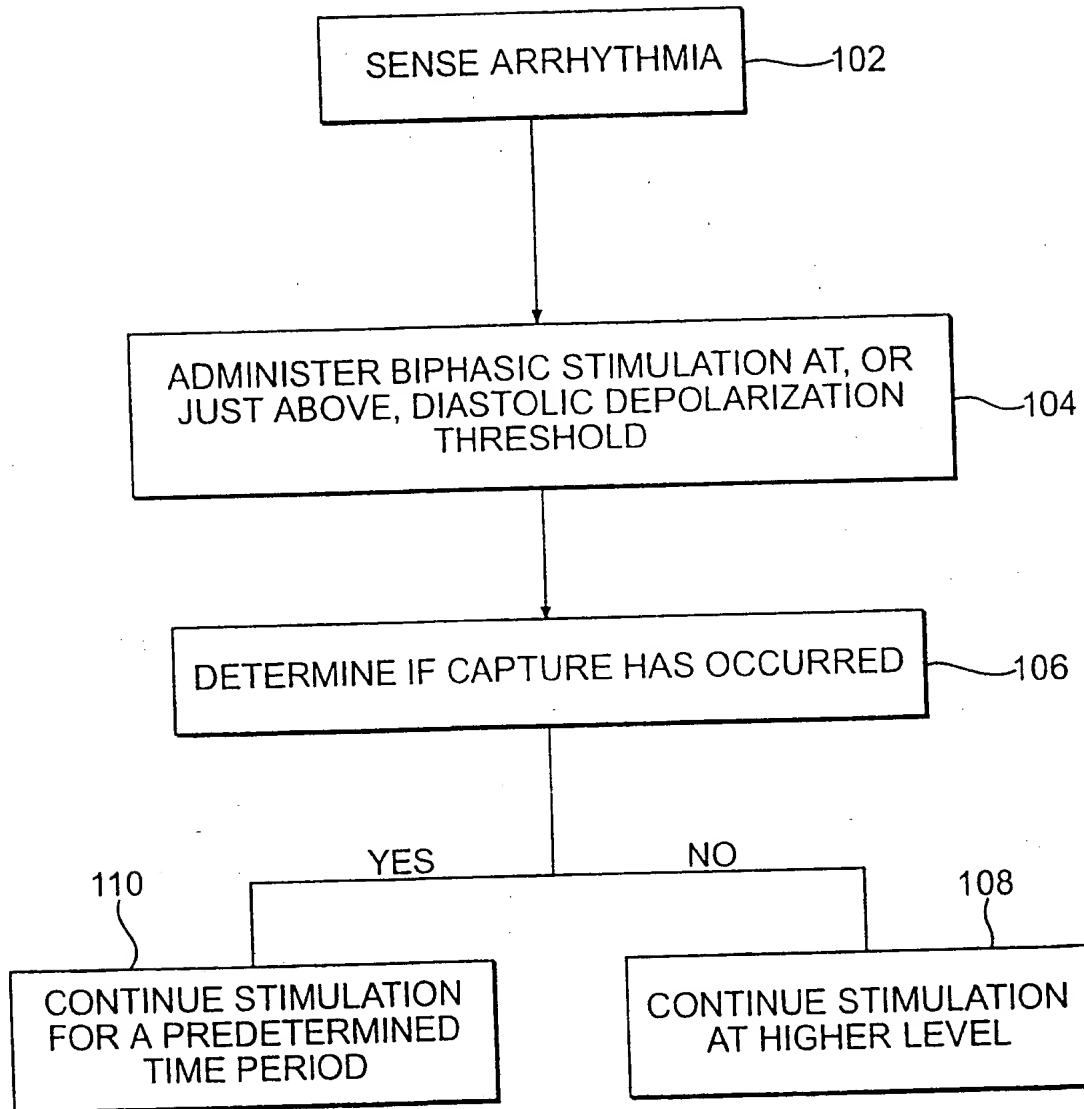 SENSE ARRHYTHMIA
102
ADMINISTER BIPHASIC STIMULATION AT, OR
JUST ABOVE, DIASTOLIC DEPOLARIZATION
THRESHOLD
104
DETERMINE IF CAPTURE HAS OCCURRED
106
YES
NO
110
108
CONTINUE STIMULATION
FOR A PREDETERMINED
TIME PERIOD
CONTINUE STIMULATION
AT HIGHER LEVEL